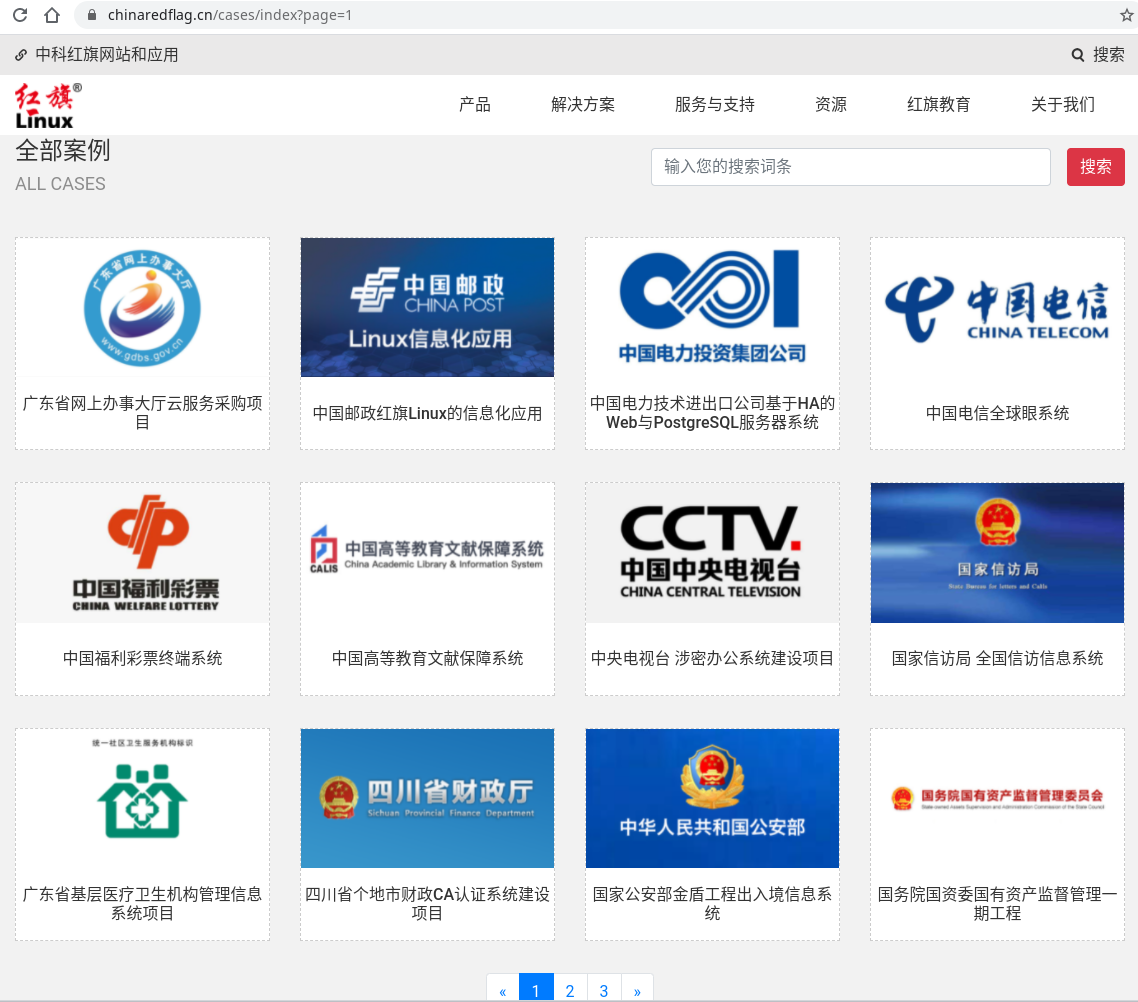 chinaredflag.cn/cases/index?page=1
中科红旗网站和应用
搜索
红旗®
Linux
产品
解决方案
服务与支持
资源
红旗教育
关于我们
全部案例
ALL CASES
输入您的搜索词条
搜索
广东省网上办事大厅
www.gdbs.gov.cn
广东省网上办事大厅云服务采购项
目
中国邮政
CHINA POST
Linux信息化应用
中国邮政红旗Linux的信息化应用
中国电力投资集团公司
中国电力技术进出口公司基于HA的
Web与PostgreSQL服务器系统
中国电信
CHINA TELECOM
中国电信全球眼系统
中国福利彩票
CHINA WELFARE LOTTERY
中国福利彩票终端系统
CALIS
中国高等教育文献保障系统
China Academic Library & Information System
中国高等教育文献保障系统
CCTV.
中国中央电视台
CHINA CENTRAL TELEVISION
中央电视台 涉密办公系统建设项目
国家信访局
State Bureau for Letters and Calls
国家信访局 全国信访信息系统
统一社区卫生服务机构标识
广东省基层医疗卫生机构管理信息
系统项目
四川省财政厅
Sichuan Provincial Finance Department
四川省个地市财政CA认证系统建设
项目
中华人民共和国公安部
国家公安部金盾工程出入境信息系
统
国务院国有资产监督管理委员会
State-owned Assets Supervision and Administration Commission of the State Council
国务院国资委国有资产监督管理一
期工程
« 1 2 3 »